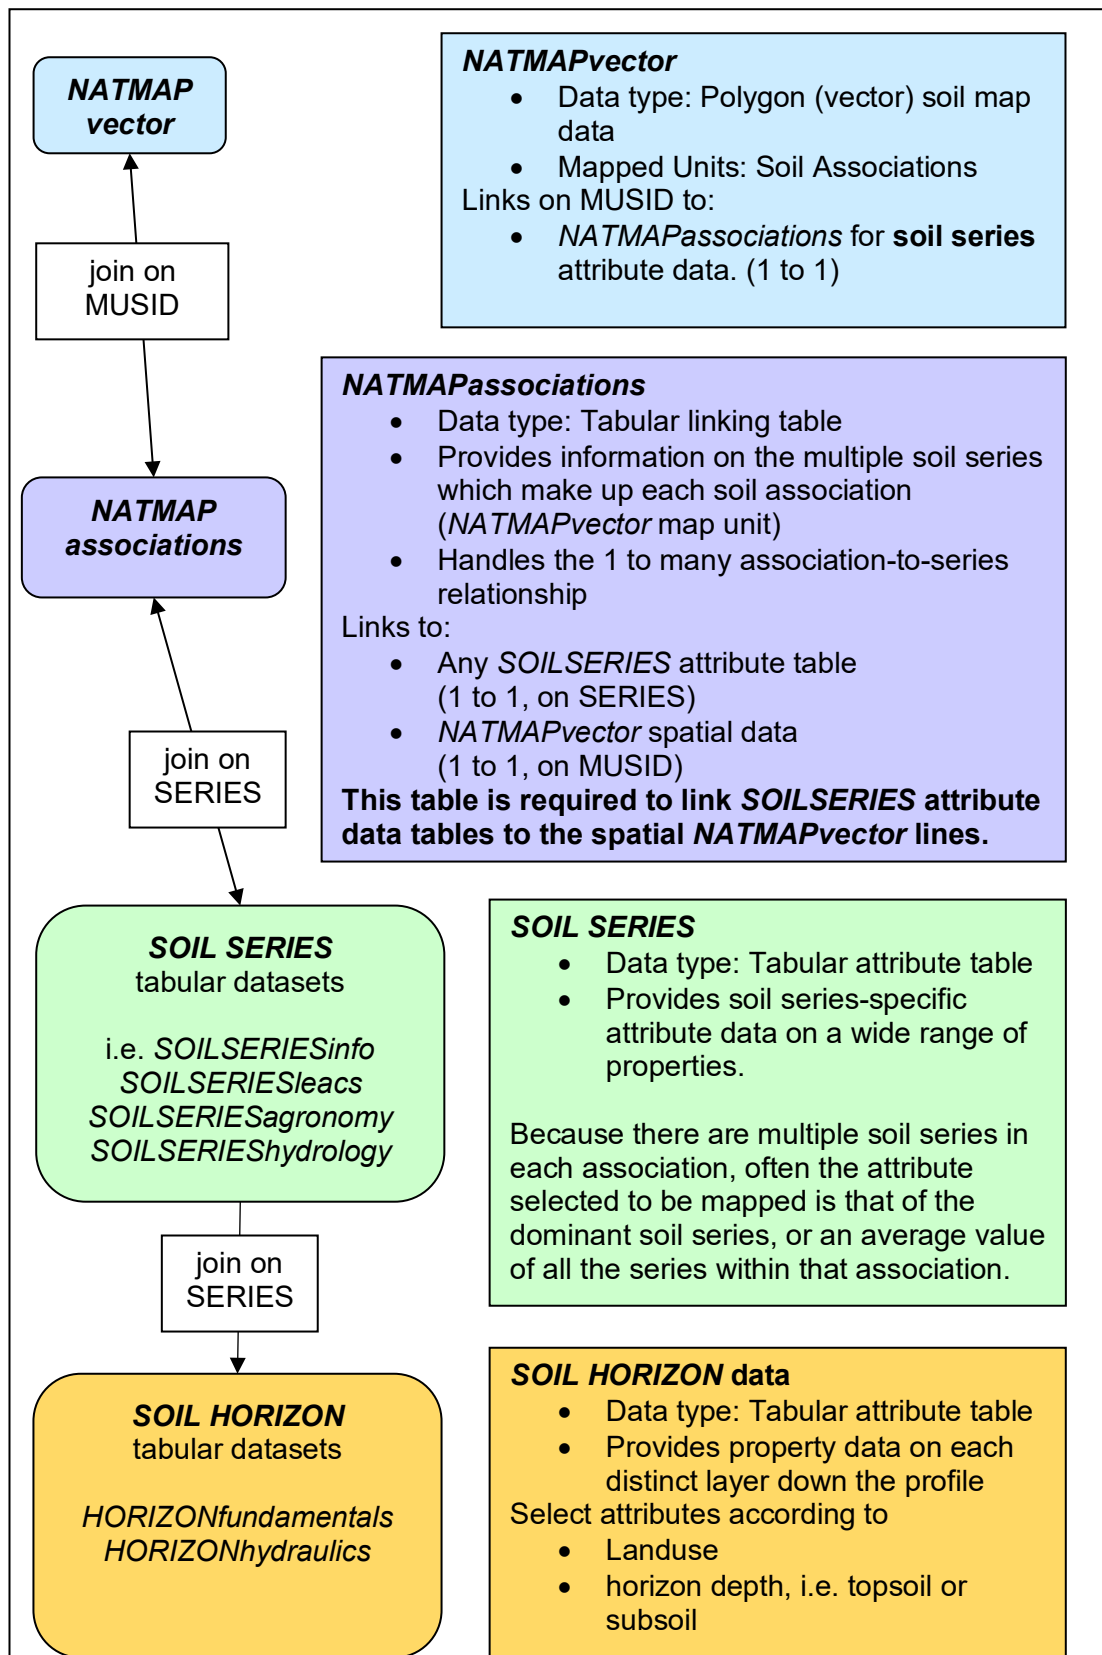 NATMAP
vector
join on
MUSID
NATMAP
associations
join on
SERIES
SOIL SERIES
tabular datasets
i.e. SOILSERIESinfo
SOILSERIESleacs
SOILSERIESagronomy
SOILSERIEShydrology
join on
SERIES
SOIL HORIZON
tabular datasets
HORIZONfundamentals
HORIZONhydraulics
NATMAPvector
• Data type: Polygon (vector) soil map
data
• Mapped Units: Soil Associations
Links on MUSID to:
• NATMAPassociations for soil series
attribute data. (1 to 1)
NATMAPassociations
• Data type: Tabular linking table
• Provides information on the multiple soil series
which make up each soil association
(NATMAPvector map unit)
• Handles the 1 to many association-to-series
relationship
Links to:
• Any SOILSERIES attribute table
(1 to 1, on SERIES)
• NATMAPvector spatial data
(1 to 1, on MUSID)
This table is required to link SOILSERIES attribute
data tables to the spatial NATMAPvector lines.
SOIL SERIES
• Data type: Tabular attribute table
• Provides soil series-specific
attribute data on a wide range of
properties.
Because there are multiple soil series in
each association, often the attribute
selected to be mapped is that of the
dominant soil series, or an average value
of all the series within that association.
SOIL HORIZON data
• Data type: Tabular attribute table
• Provides property data on each
distinct layer down the profile
Select attributes according to
• Landuse
• horizon depth, i.e. topsoil or
subsoil